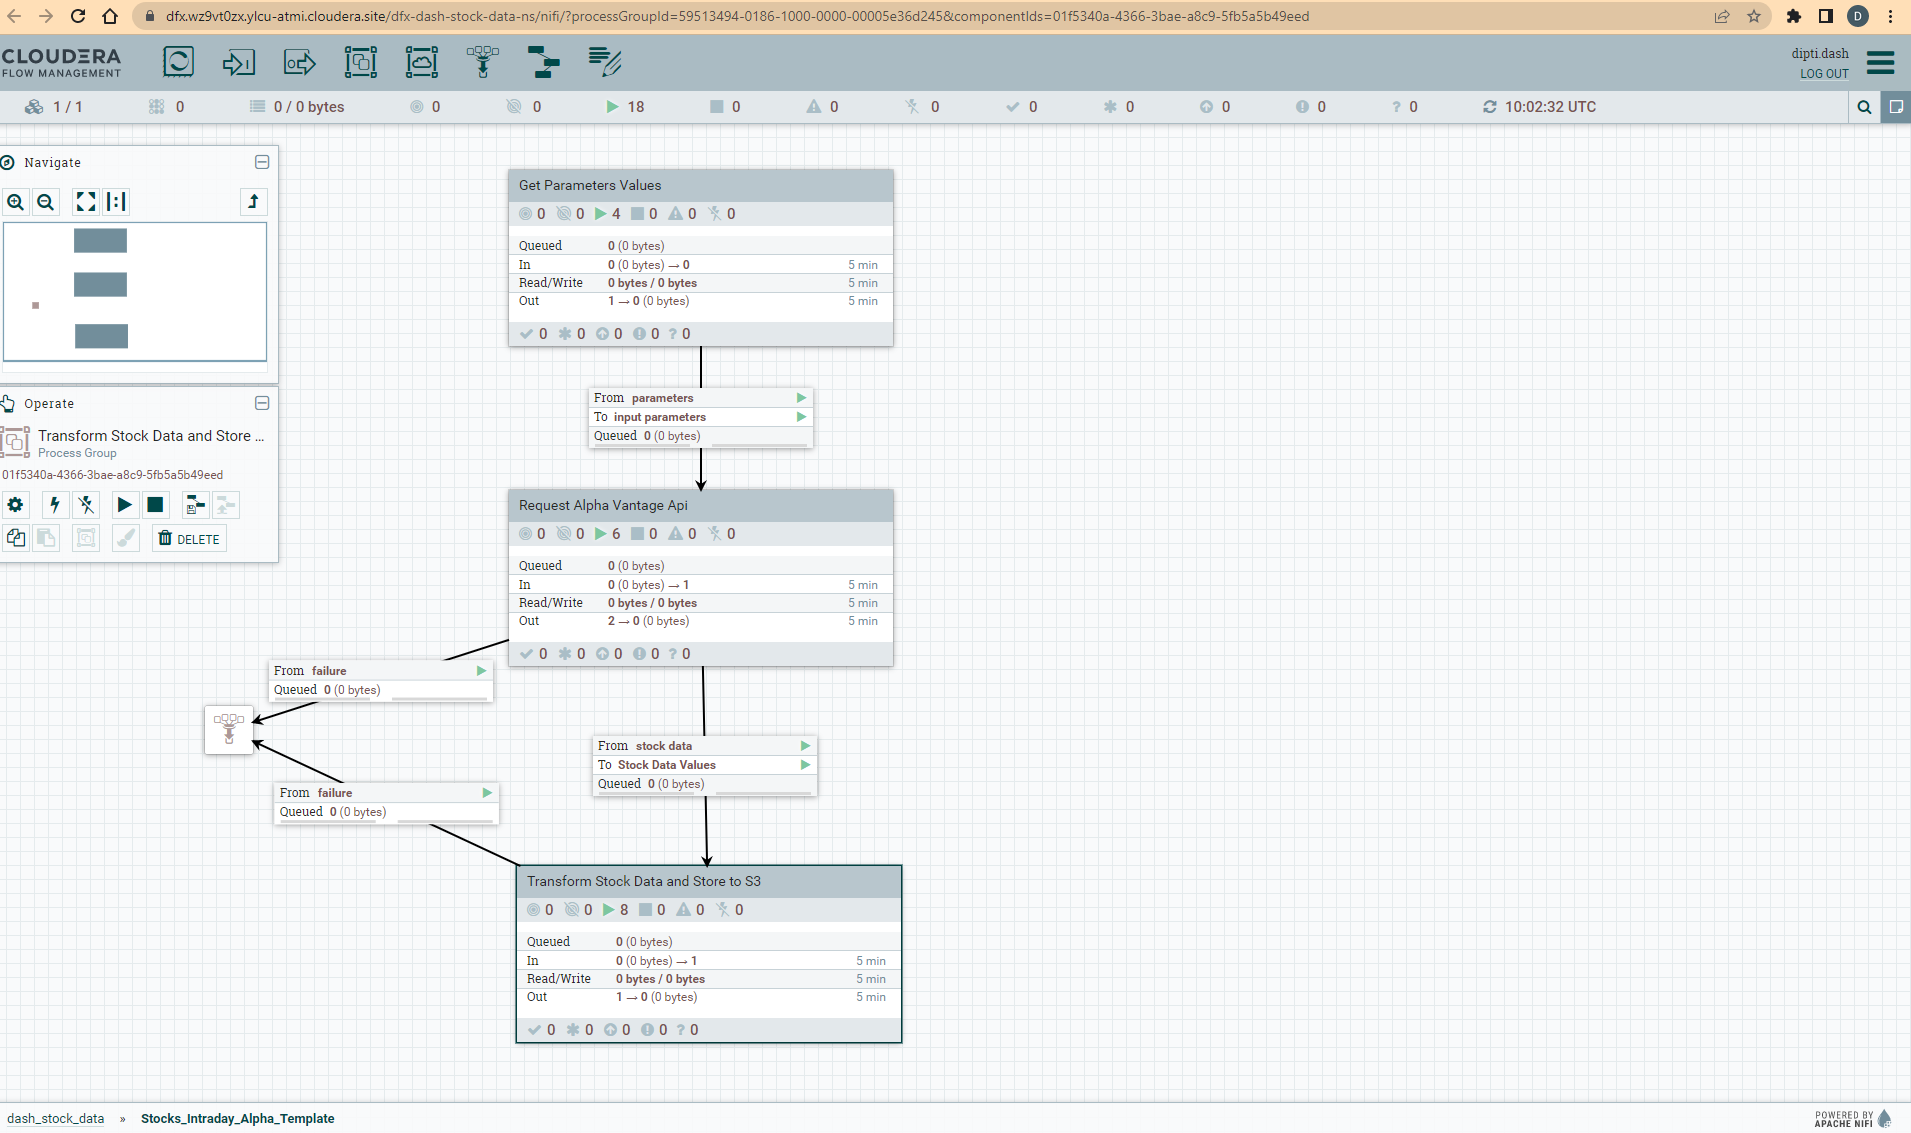 dfx.wz9vt0zx.ylcu-atmi.cloudera.site/dfx-dash-stock-data-ns/nifi/?processGroupId=59513494-0186-1000-0000-00005e36d245&componentIds=01f5340a-4366-3bae-a8c9-5fb5a5b49eed
D
CLOUDERA
FLOW MANAGEMENT
dipti.dash
LOG OUT
1 / 1 0 0 / 0 bytes 0 0 18 0 0 0 0 0 0 0 ? 0 10:02:32 UTC
Navigate
Operate
Transform Stock Data and Store ...
Process Group
01f5340a-4366-3bae-a8c9-5fb5a5b49eed
DELETE
Get Parameters Values
0 0 4 0 0 0
Queued 0 (0 bytes)
In 0 (0 bytes) → 0 5 min
Read/Write 0 bytes / 0 bytes 5 min
Out 1 → 0 (0 bytes) 5 min
0 0 0 0 ? 0
From parameters
To input parameters
Queued 0 (0 bytes)
Request Alpha Vantage Api
0 0 6 0 0 0
Queued 0 (0 bytes)
In 0 (0 bytes) → 1 5 min
Read/Write 0 bytes / 0 bytes 5 min
Out 2 → 0 (0 bytes) 5 min
0 0 0 0 ? 0
From failure
Queued 0 (0 bytes)
From stock data
To Stock Data Values
Queued 0 (0 bytes)
From failure
Queued 0 (0 bytes)
Transform Stock Data and Store to S3
0 0 8 0 0 0
Queued 0 (0 bytes)
In 0 (0 bytes) → 1 5 min
Read/Write 0 bytes / 0 bytes 5 min
Out 1 → 0 (0 bytes) 5 min
0 0 0 0 ? 0
dash_stock_data » Stocks_Intraday_Alpha_Template
POWERED BY
APACHE NIFI